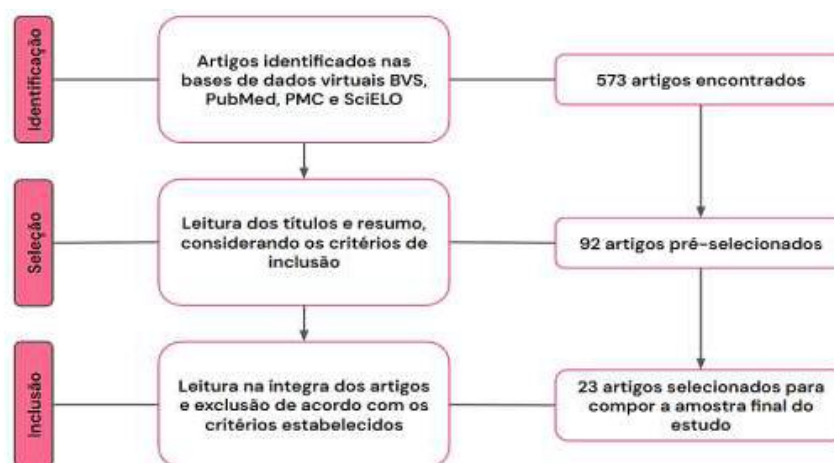 Identificação
Artigos identificados nas
bases de dados virtuais BVS,
PubMed, PMC e SciELO
573 artigos encontrados
Seleção
Leitura dos títulos e resumo,
considerando os critérios de
inclusão
92 artigos pré-selecionados
Inclusão
Leitura na íntegra dos artigos
e exclusão de acordo com os
critérios estabelecidos
23 artigos selecionados para
compor a amostra final do
estudo